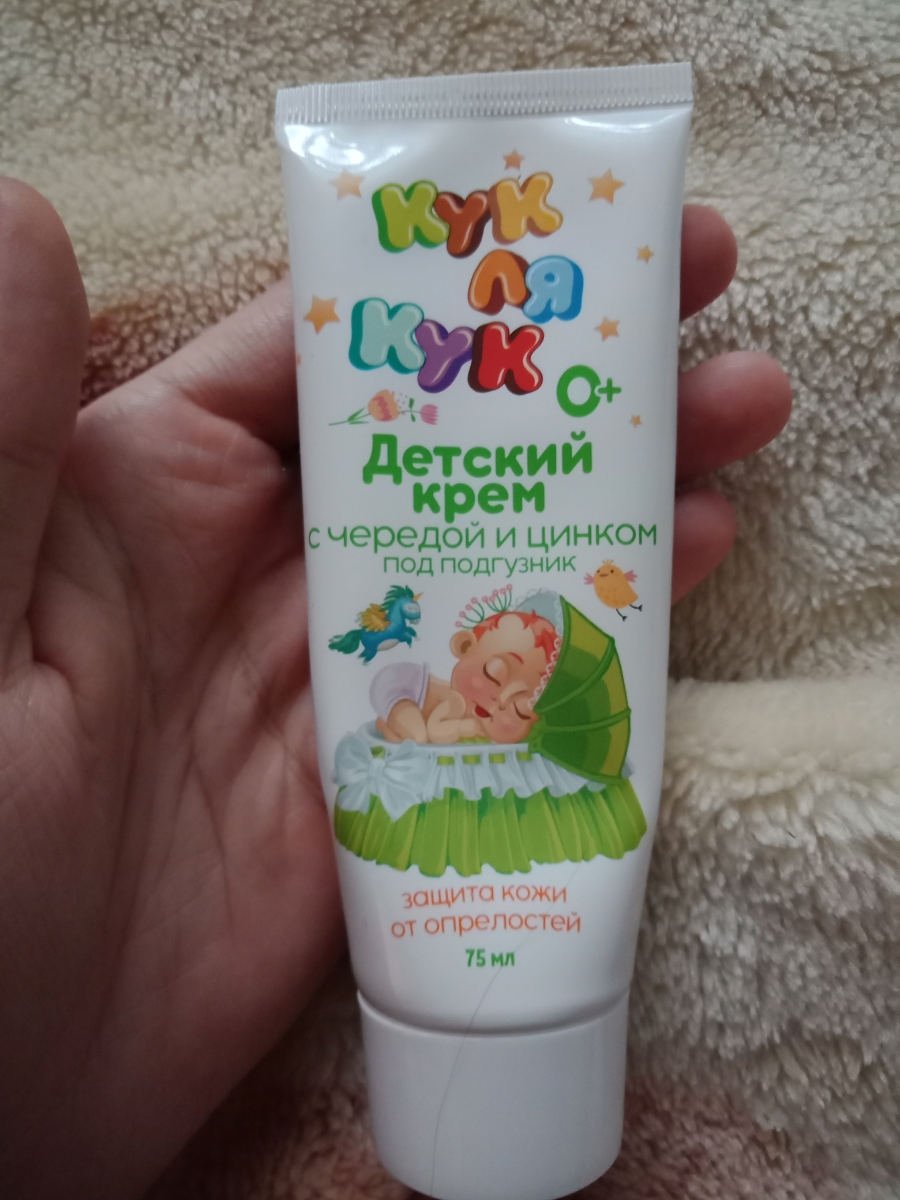 Кук
ля
Кук
0+
Детский
крем
с чередой и цинком
под подгузник
защита кожи
от опрелостей
75 мл